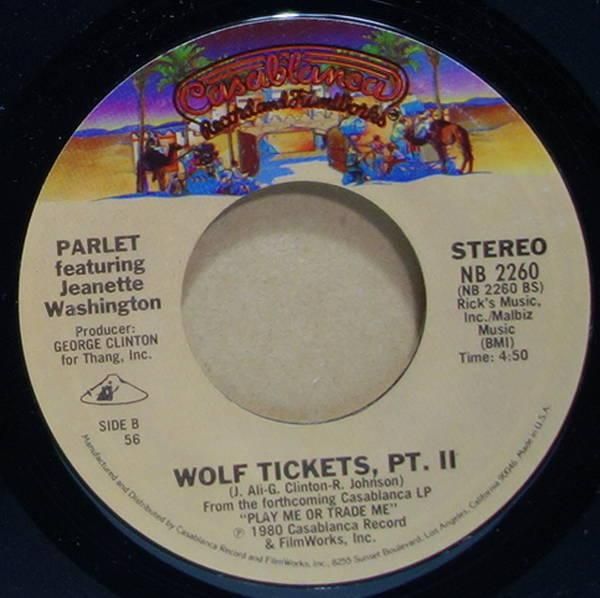 Casablanca
Record and FilmWorks
PARLET
featuring
Jeanette
Washington
Producer:
GEORGE CLINTON
for Thang, Inc.
SIDE B
56
STEREO
NB 2260
(NB 2260 BS)
Rick's Music,
Inc./Malbiz
Music
(BMI)
Time: 4:50
WOLF TICKETS, PT. II
(J. Ali-G. Clinton-R. Johnson)
From the forthcoming Casablanca LP
"PLAY ME OR TRADE ME"
℗ 1980 Casablanca Record
& FilmWorks, Inc.
Manufactured and Distributed by Casablanca Record and FilmWorks, Inc., 8255 Sunset Boulevard, Los Angeles, California 90046. Made in U.S.A.